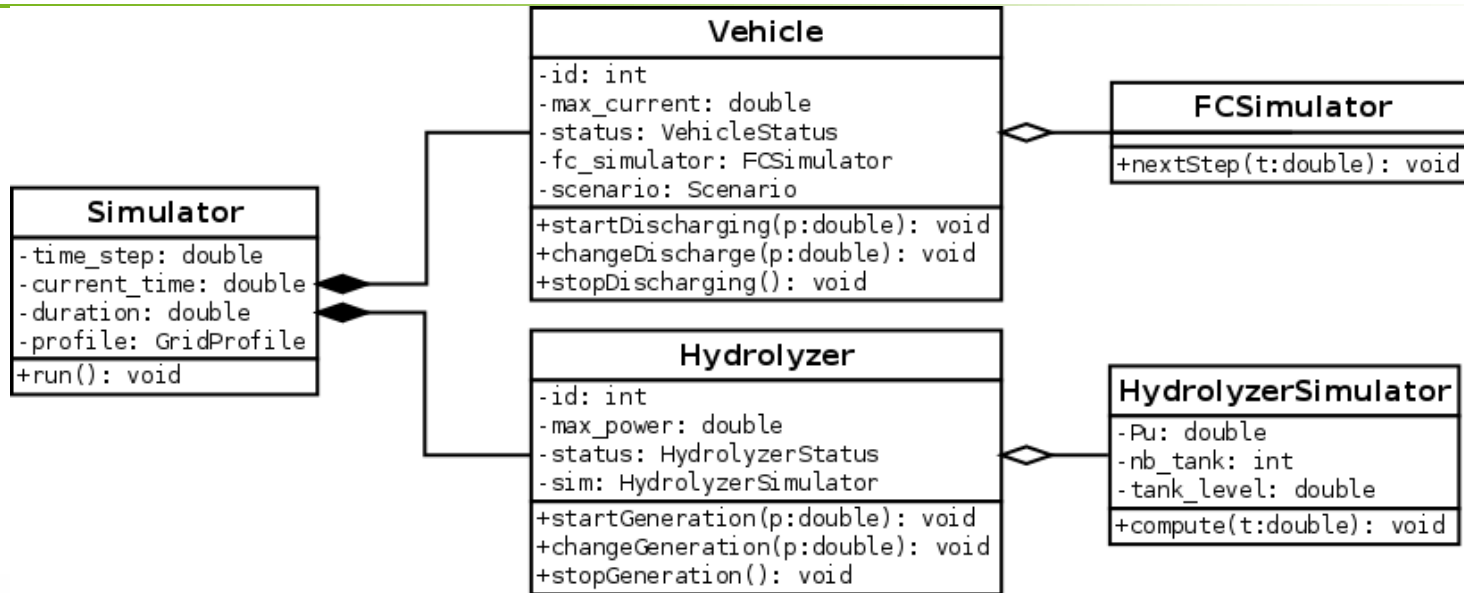 Simulator
-time_step: double
-current_time: double
-duration: double
-profile: GridProfile
+run(): void
Vehicle
-id: int
-max_current: double
-status: VehicleStatus
-fc_simulator: FCSimulator
-scenario: Scenario
+startDischarging(p:double): void
+changeDischarge(p:double): void
+stopDischarging(): void
FCSimulator
+nextStep(t:double): void
Hydrolyzer
-id: int
-max_power: double
-status: HydrolyzerStatus
-sim: HydrolyzerSimulator
+startGeneration(p:double): void
+changeGeneration(p:double): void
+stopGeneration(): void
HydrolyzerSimulator
-Pu: double
-nb_tank: int
-tank_level: double
+compute(t:double): void